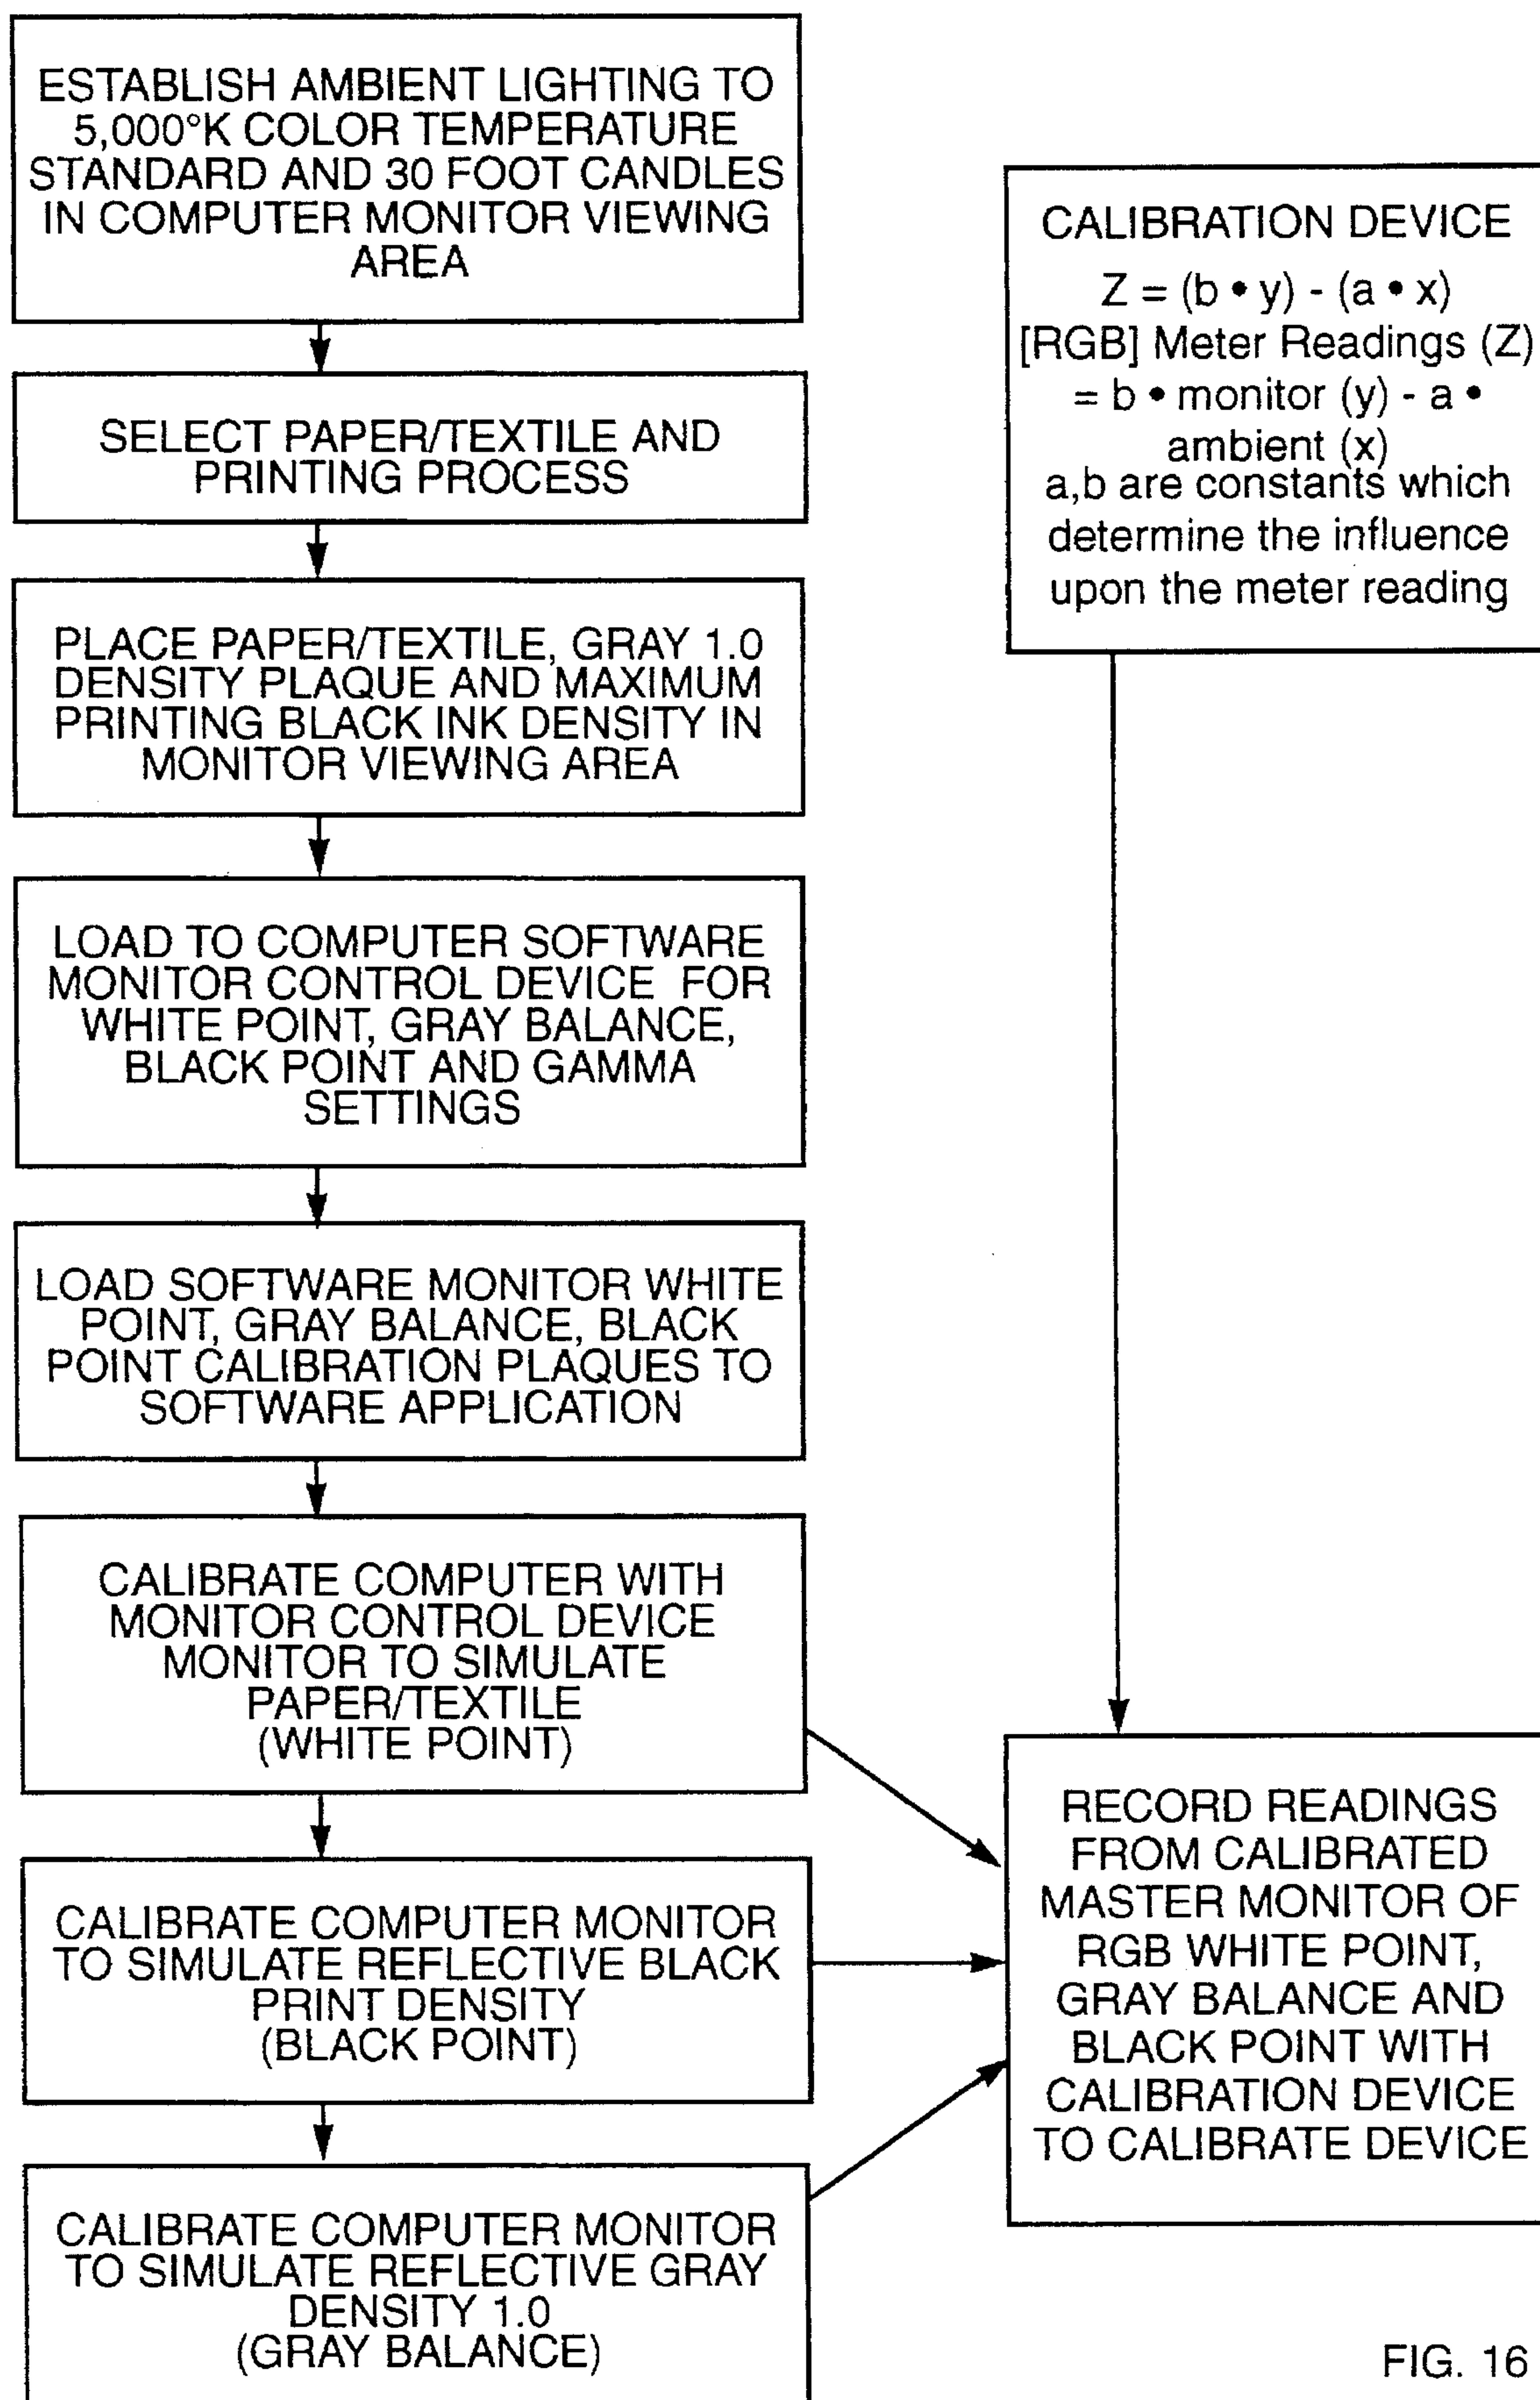 ESTABLISH AMBIENT LIGHTING TO
5,000°K COLOR TEMPERATURE
STANDARD AND 30 FOOT CANDLES
IN COMPUTER MONITOR VIEWING
AREA
SELECT PAPER/TEXTILE AND
PRINTING PROCESS
PLACE PAPER/TEXTILE, GRAY 1.0
DENSITY PLAQUE AND MAXIMUM
PRINTING BLACK INK DENSITY IN
MONITOR VIEWING AREA
LOAD TO COMPUTER SOFTWARE
MONITOR CONTROL DEVICE FOR
WHITE POINT, GRAY BALANCE,
BLACK POINT AND GAMMA
SETTINGS
LOAD SOFTWARE MONITOR WHITE
POINT, GRAY BALANCE, BLACK
POINT CALIBRATION PLAQUES TO
SOFTWARE APPLICATION
CALIBRATE COMPUTER WITH
MONITOR CONTROL DEVICE
MONITOR TO SIMULATE
PAPER/TEXTILE
(WHITE POINT)
CALIBRATE COMPUTER MONITOR
TO SIMULATE REFLECTIVE BLACK
PRINT DENSITY
(BLACK POINT)
CALIBRATE COMPUTER MONITOR
TO SIMULATE REFLECTIVE GRAY
DENSITY 1.0
(GRAY BALANCE)
CALIBRATION DEVICE
Z = (b • y) - (a • x)
[RGB] Meter Readings (Z)
= b • monitor (y) - a •
ambient (x)
a,b are constants which
determine the influence
upon the meter reading
RECORD READINGS
FROM CALIBRATED
MASTER MONITOR OF
RGB WHITE POINT,
GRAY BALANCE AND
BLACK POINT WITH
CALIBRATION DEVICE
TO CALIBRATE DEVICE
FIG. 16